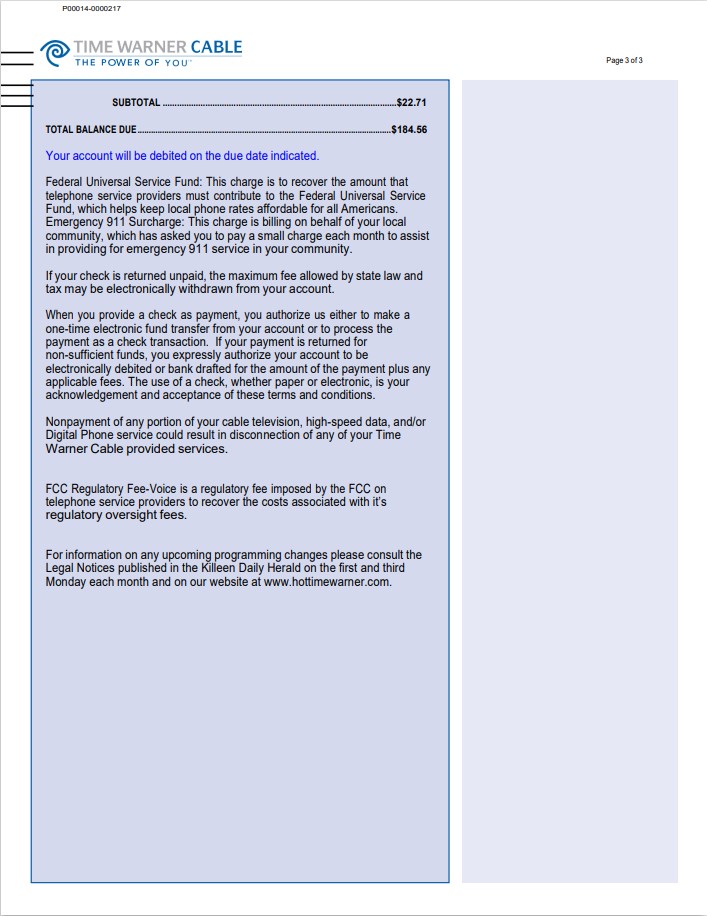 P00014-0000217
TIME WARNER CABLE
THE POWER OF YOU™
Page 3 of 3
SUBTOTAL ........................................................................................$22.71
TOTAL BALANCE DUE........................................................................................$184.56
Your account will be debited on the due date indicated.
Federal Universal Service Fund: This charge is to recover the amount that
telephone service providers must contribute to the Federal Universal Service
Fund, which helps keep local phone rates affordable for all Americans.
Emergency 911 Surcharge: This charge is billing on behalf of your local
community, which has asked you to pay a small charge each month to assist
in providing for emergency 911 service in your community.
If your check is returned unpaid, the maximum fee allowed by state law and
tax may be electronically withdrawn from your account.
When you provide a check as payment, you authorize us either to make a
one-time electronic fund transfer from your account or to process the
payment as a check transaction. If your payment is returned for
non-sufficient funds, you expressly authorize your account to be
electronically debited or bank drafted for the amount of the payment plus any
applicable fees. The use of a check, whether paper or electronic, is your
acknowledgement and acceptance of these terms and conditions.
Nonpayment of any portion of your cable television, high-speed data, and/or
Digital Phone service could result in disconnection of any of your Time
Warner Cable provided services.
FCC Regulatory Fee-Voice is a regulatory fee imposed by the FCC on
telephone service providers to recover the costs associated with it's
regulatory oversight fees.
For information on any upcoming programming changes please consult the
Legal Notices published in the Killeen Daily Herald on the first and third
Monday each month and on our website at www.hottimewarner.com.